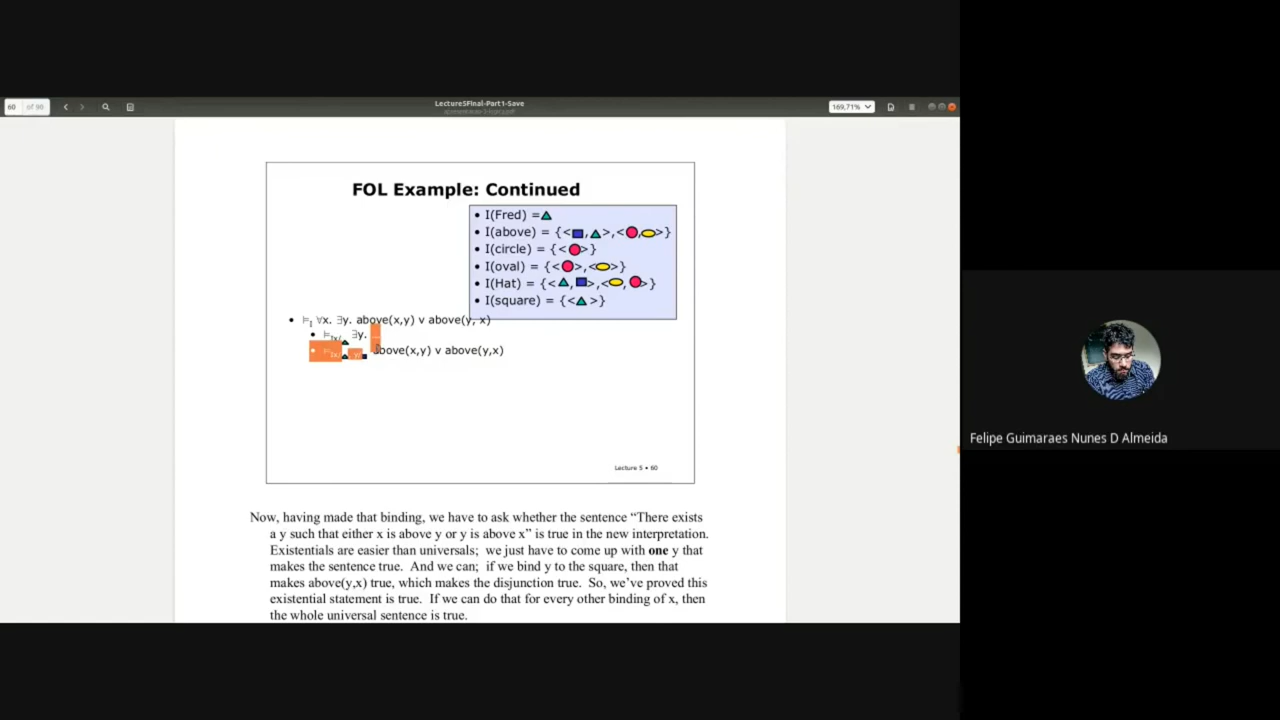 60 of 90
Lecture5Final-Part1-Save
169,71%
FOL Example: Continued
• I(Fred) =
• I(above) = {< , >,< , >}
• I(circle) = {< >}
• I(oval) = {< >,< >}
• I(Hat) = {< , >,< , >}
• I(square) = {< >}
• ⊨I ∀x. ∃y. above(x,y) v above(y, x)
• ⊨Ix/ ∃y.
above(x,y) v above(y,x)
Lecture 5 • 60
Now, having made that binding, we have to ask whether the sentence “There exists
a y such that either x is above y or y is above x” is true in the new interpretation.
Existentials are easier than universals; we just have to come up with one y that
makes the sentence true. And we can; if we bind y to the square, then that
makes above(y,x) true, which makes the disjunction true. So, we’ve proved this
existential statement is true. If we can do that for every other binding of x, then
the whole universal sentence is true.
Felipe Guimaraes Nunes D Almeida